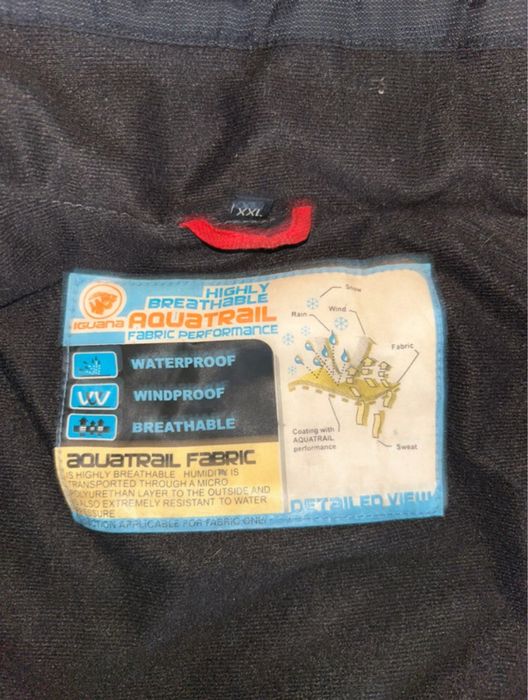 XXL
HIGHLY
BREATHABLE
IGUANA AQUATRAIL
FABRIC PERFORMANCE
WATERPROOF
WINDPROOF
BREATHABLE
AQUATRAIL FABRIC
IS HIGHLY BREATHABLE HUMIDITY IS
TRANSPORTED THROUGH A MICRO
POLYURETHAN LAYER TO THE OUTSIDE AND
ALSO EXTREMELY RESISTANT TO WATER
APPLICABLE FOR FABRIC ONLY
Snow
Rain
Wind
Fabric
Coating with
AQUATRAIL
performance
Sweat
DETAILED VIEW